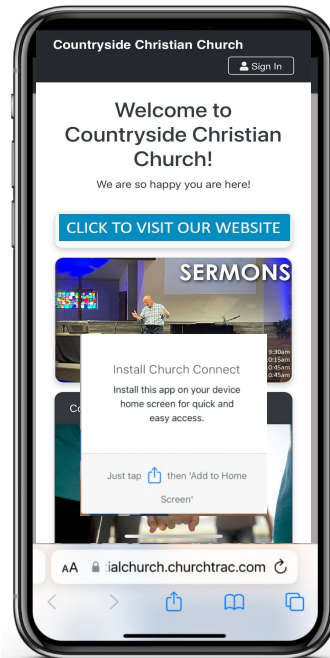 Countryside Christian Church
Sign In
Welcome to
Countryside Christian
Church!
We are so happy you are here!
CLICK TO VISIT OUR WEBSITE
SERMONS
9:30am
0:15am
0:45am
0:45am
Install Church Connect
Install this app on your device
home screen for quick and
easy access.
Co
Just tap then 'Add to Home
Screen'
AA ialchurch.churchtrac.com